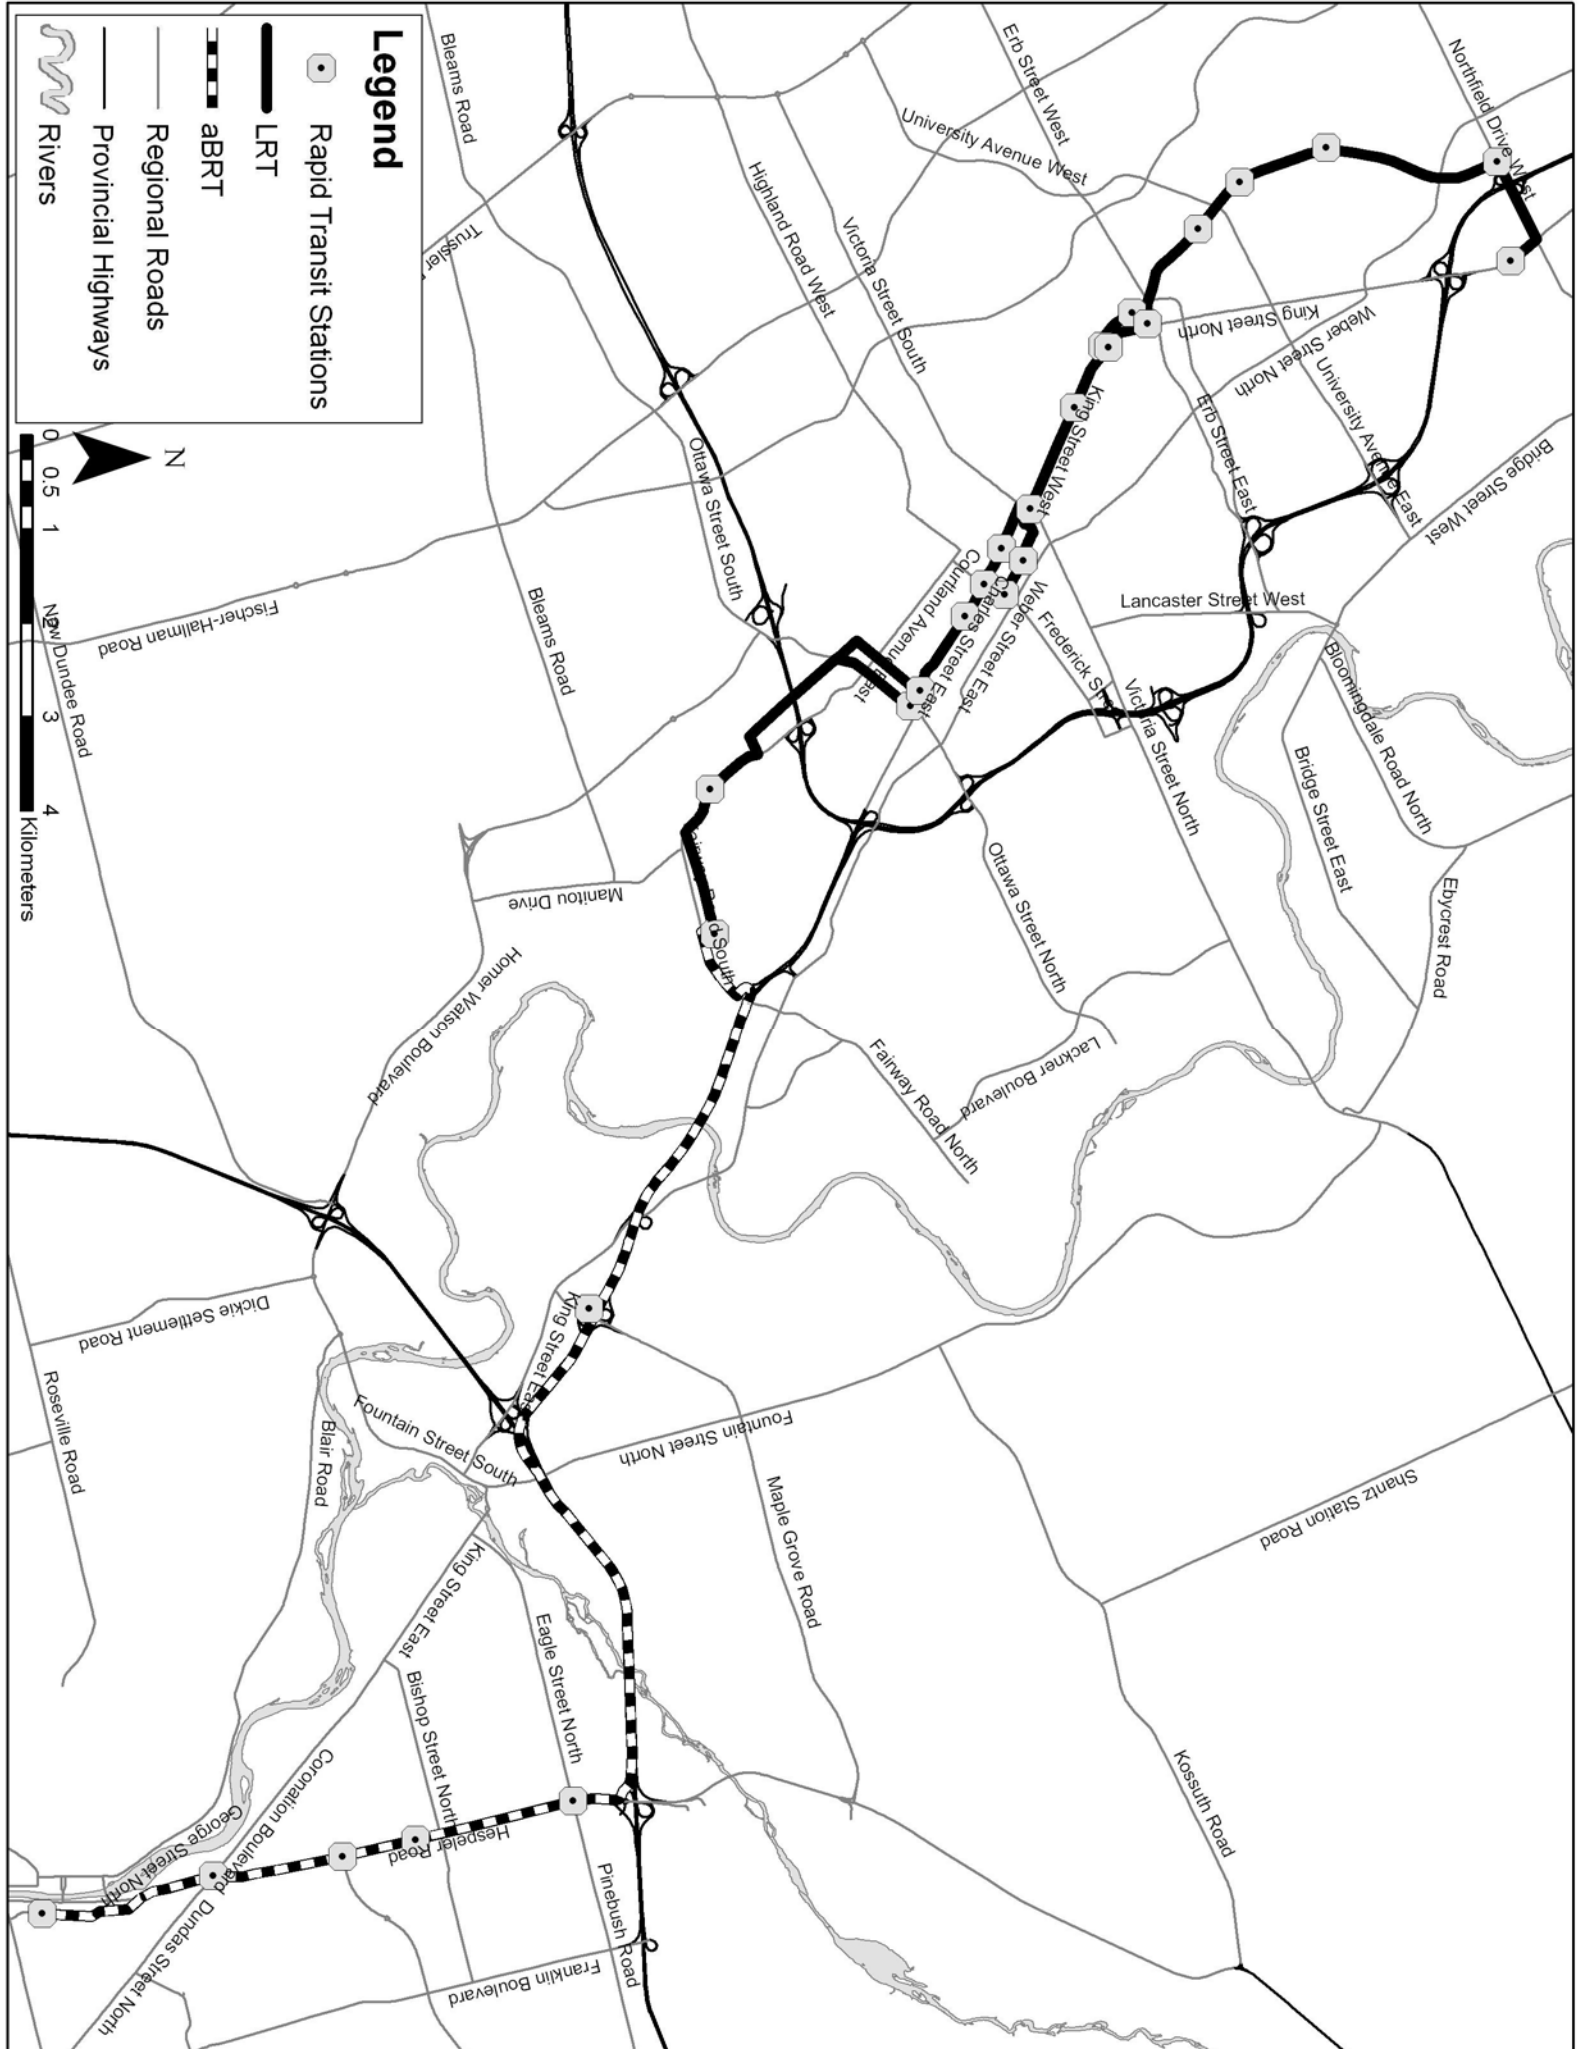 Legend
Rapid Transit Stations
LRT
aBRT
Regional Roads
Provincial Highways
Rivers
N
0 0.5 1 2 3 4
Kilometers
Bleams Road
Erb Street West
Northfield Drive West
University Avenue West
Highland Road West
Victoria Street South
King Street North
Weber Street North
University Avenue East
Erb Street East
Bridge Street West
King Street West
Ottawa Street South
Lancaster Street West
Courtland Avenue East
Charles Street East
Weber Street East
Frederick Street
Victoria Street North
Bloomingdale Road North
Bridge Street East
Ebycrest Road
Fischer-Hallman Road
New Dundee Road
Bleams Road
Manitou Drive
Ottawa Street North
Homer Watson Boulevard
Lackner Boulevard
Fairway Road North
Dickie Settlement Road
Roseville Road
King Street East
Fountain Street South
Fountain Street North
Blair Road
Maple Grove Road
Shantz Station Road
King Street East
Eagle Street North
Bishop Street North
Kossuth Road
Coronation Boulevard
Hespeler Road
George Street North
Dundas Street North
Pinebush Road
Franklin Boulevard